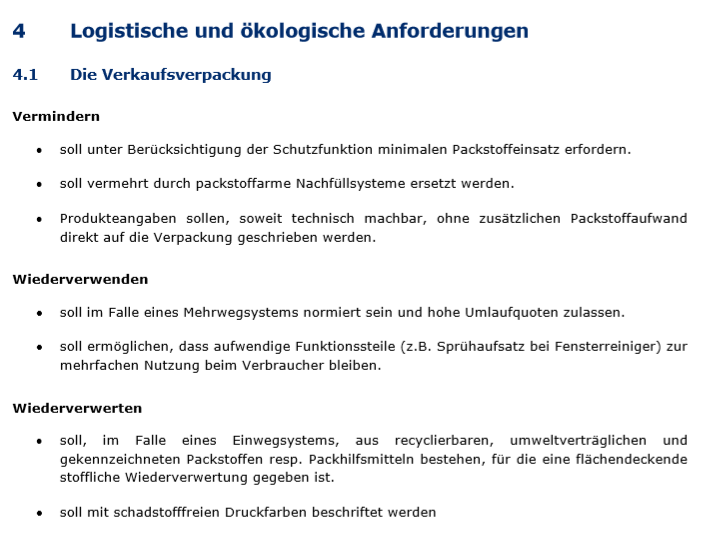 4 Logistische und ökologische Anforderungen
4.1 Die Verkaufsverpackung
Vermindern
• soll unter Berücksichtigung der Schutzfunktion minimalen Packstoffeinsatz erfordern.
• soll vermehrt durch packstoffarme Nachfüllsysteme ersetzt werden.
• Produkteangaben sollen, soweit technisch machbar, ohne zusätzlichen Packstoffaufwand
direkt auf die Verpackung geschrieben werden.
Wiederverwenden
• soll im Falle eines Mehrwegsystems normiert sein und hohe Umlaufquoten zulassen.
• soll ermöglichen, dass aufwendige Funktionssteile (z.B. Sprühaufsatz bei Fensterreiniger) zur
mehrfachen Nutzung beim Verbraucher bleiben.
Wiederverwerten
• soll, im Falle eines Einwegsystems, aus recyclierbaren, umweltverträglichen und
gekennzeichneten Packstoffen resp. Packhilfsmitteln bestehen, für die eine flächendeckende
stoffliche Wiederverwertung gegeben ist.
• soll mit schadstofffreien Druckfarben beschriftet werden